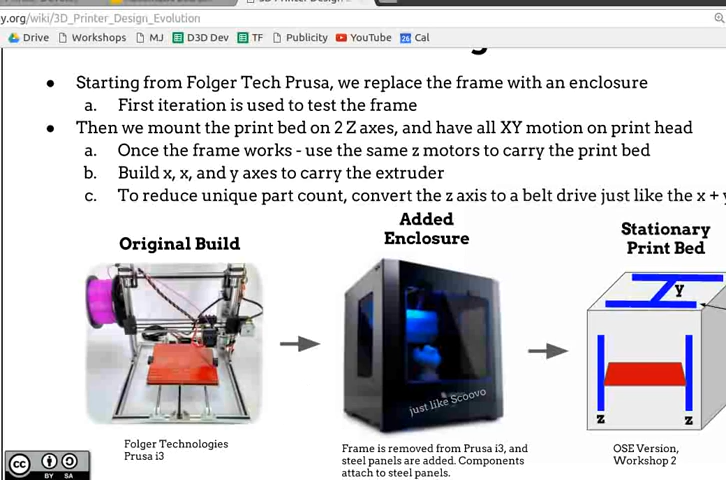 y.org/wiki/3D_Printer_Design_Evolution
Drive Workshops MJ D3D Dev TF Publicity YouTube 26 Cal
● Starting from Folger Tech Prusa, we replace the frame with an enclosure
a. First iteration is used to test the frame
● Then we mount the print bed on 2 Z axes, and have all XY motion on print head
a. Once the frame works - use the same z motors to carry the print bed
b. Build x, x, and y axes to carry the extruder
c. To reduce unique part count, convert the z axis to a belt drive just like the x +
Original Build
Added
Enclosure
Stationary
Print Bed
Y
just like Scoovo
z z
Folger Technologies
Prusa i3
Frame is removed from Prusa i3, and
steel panels are added. Components
attach to steel panels.
OSE Version,
Workshop 2
cc
BY SA